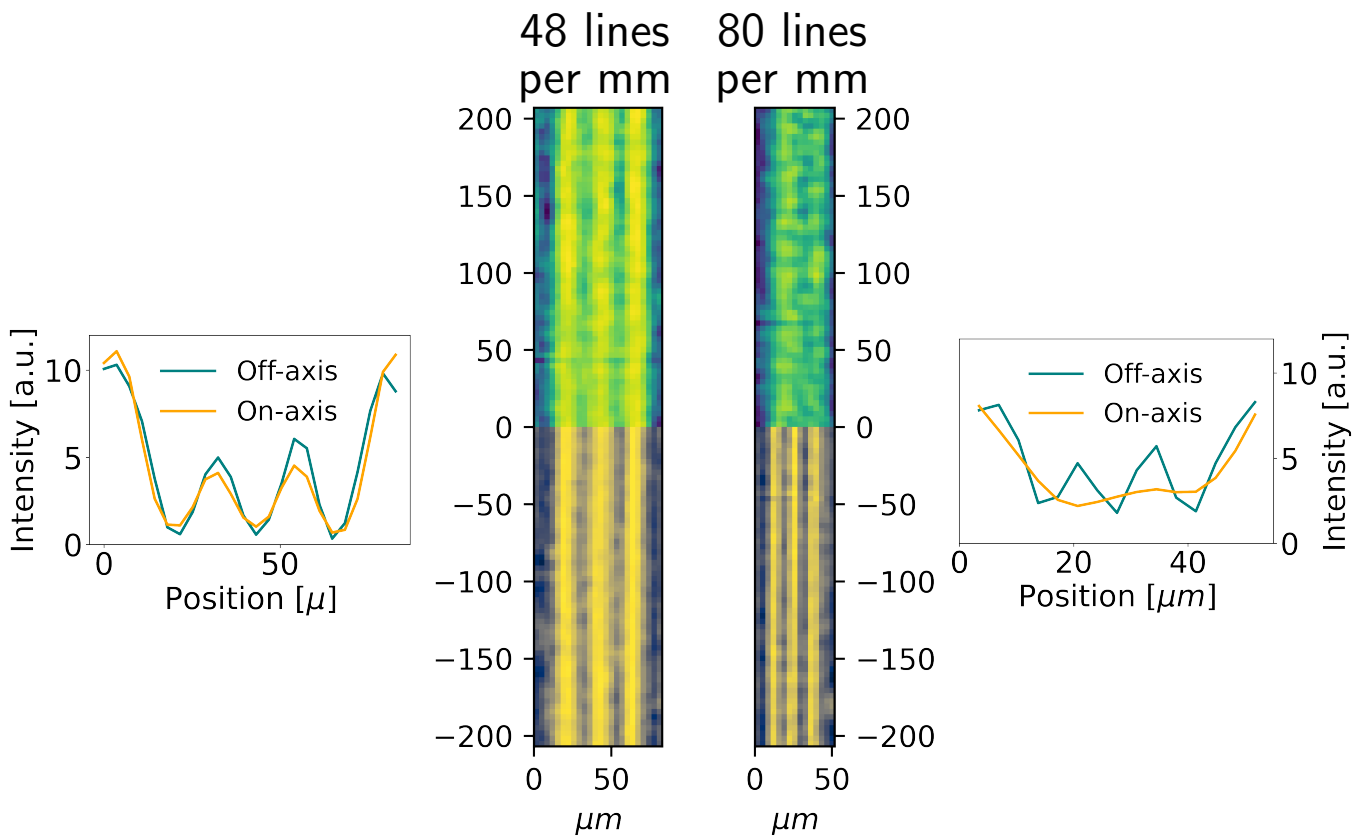 48 lines
per mm
80 lines
per mm
Intensity [a.u.]
10
5
0
0
50
Position [μ]
Off-axis
On-axis
200
150
100
50
0
−50
−100
−150
−200
0
50
μm
200
150
100
50
0
−50
−100
−150
−200
0
50
μm
Off-axis
On-axis
10
5
0
Intensity [a.u.]
0
20
40
Position [μm]